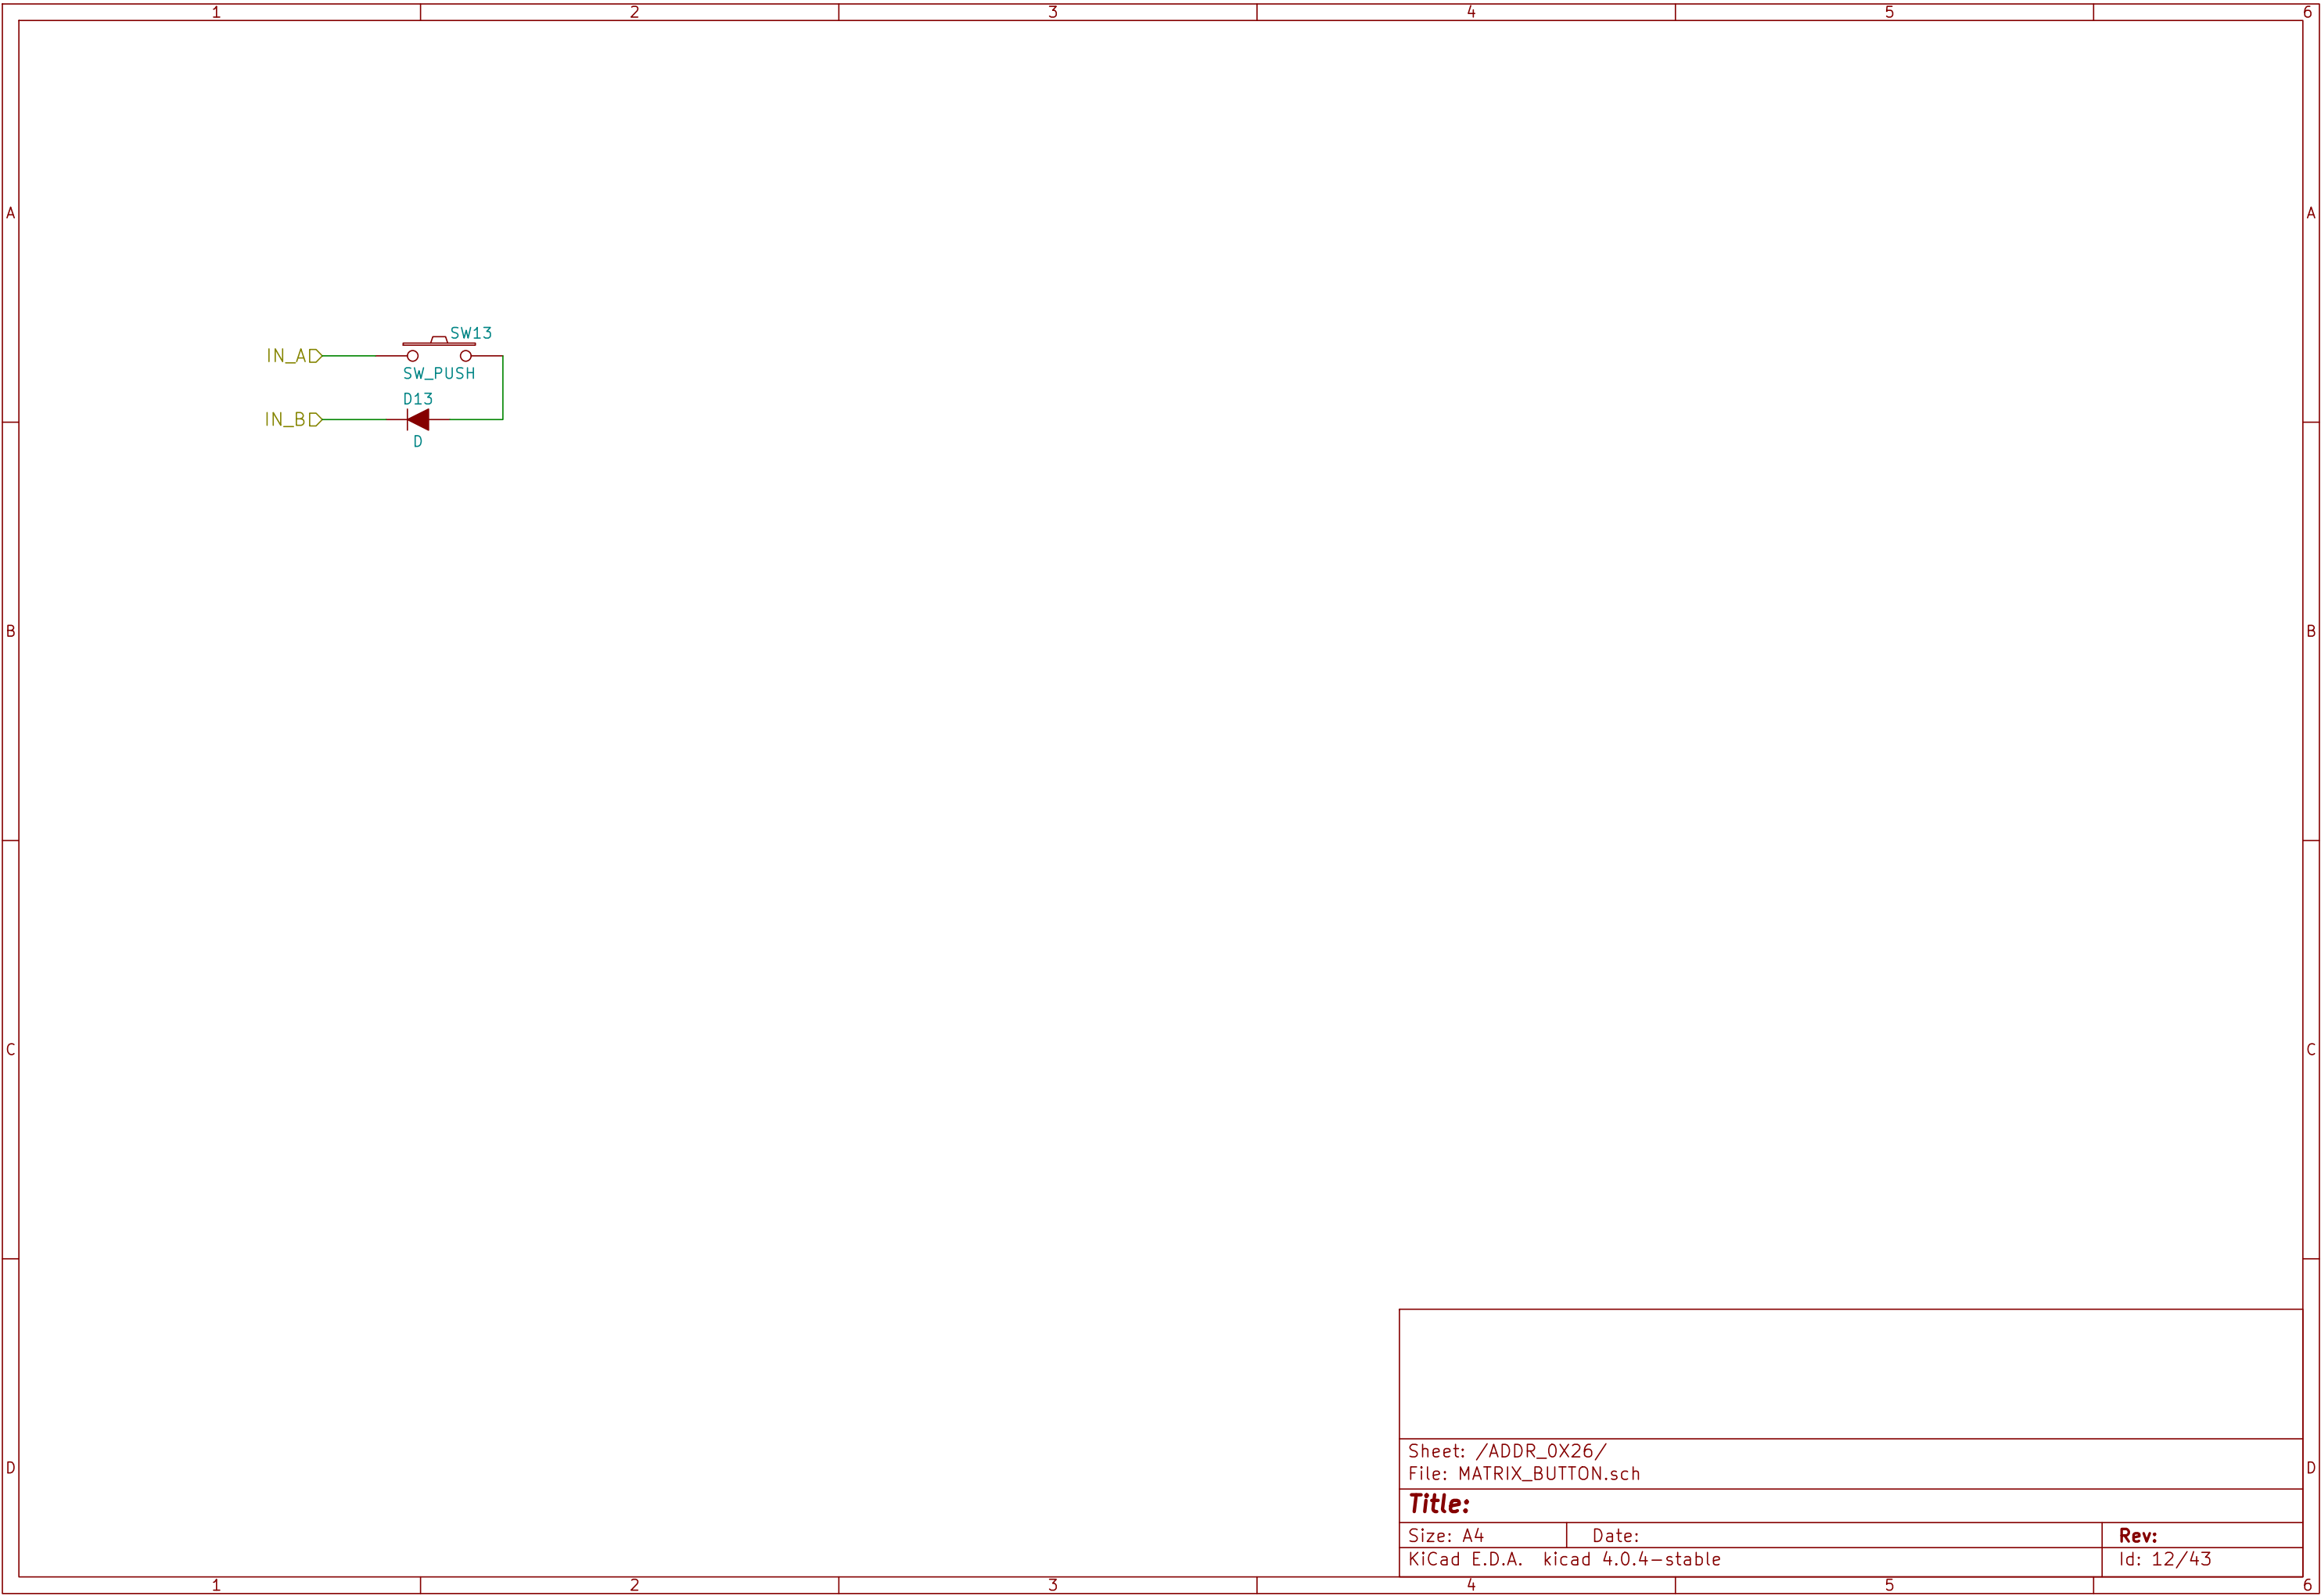 1 2 3 4 5 6
A A
SW13
IN_A
SW_PUSH
D13
IN_B
D
B B
C C
Sheet: /ADDR_0X26/
File: MATRIX_BUTTON.sch
D D
Title:
Size: A4 Date: Rev:
KiCad E.D.A. kicad 4.0.4-stable Id: 12/43
1 2 3 4 5 6